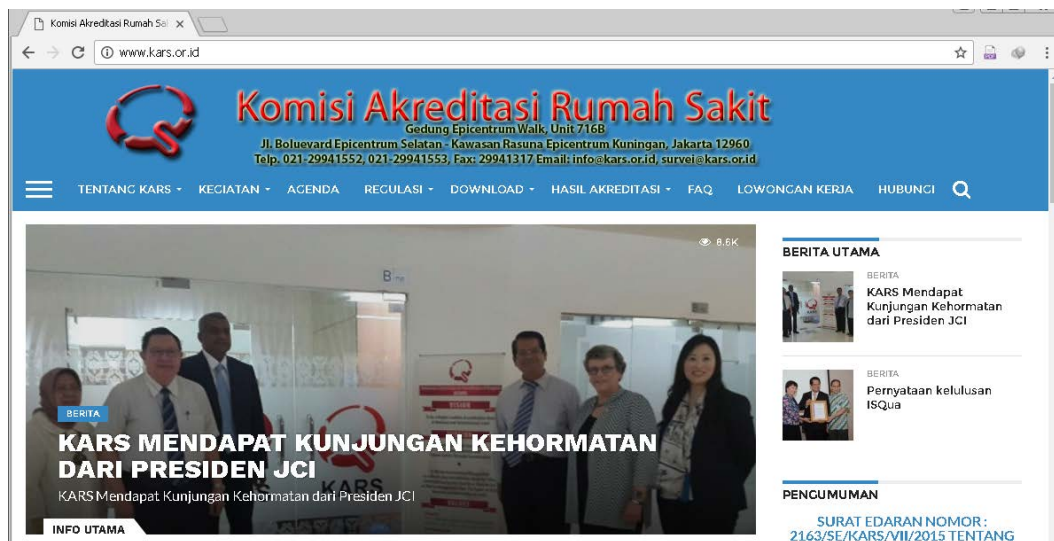 Komisi Akreditasi Rumah Sa
www.kars.or.id
Komisi Akreditasi Rumah Sakit
Gedung Epicentrum Walk, Unit 716B
Jl. Boluevard Epicentrum Selatan - Kawasan Rasuna Epicentrum Kuningan, Jakarta 12960
Telp. 021-29941552, 021-29941553, Fax: 29941317 Email: info@kars.or.id, survei@kars.or.id
TENTANG KARS KEGIATAN AGENDA REGULASI DOWNLOAD HASIL AKREDITASI FAQ LOWONGAN KERJA HUBUNGI
8.6K
BERITA
KARS MENDAPAT KUNJUNGAN KEHORMATAN
DARI PRESIDEN JCI
KARS Mendapat Kunjungan Kehormatan dari Presiden JCI
KARS
INFO UTAMA
BERITA UTAMA
BERITA
KARS Mendapat
Kunjungan Kehormatan
dari Presiden JCI
BERITA
Pernyataan kelulusan
ISQua
PENGUMUMAN
SURAT EDARAN NOMOR :
2163/SE/KARS/VII/2015 TENTANG